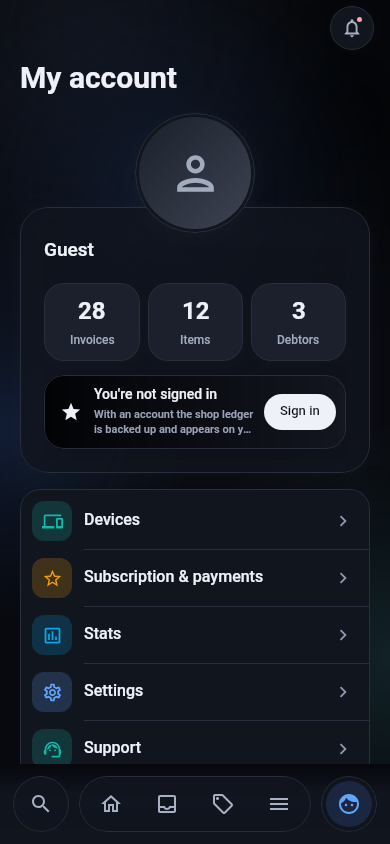 My account
Guest
28
Invoices
12
Items
3
Debtors
You're not signed in
With an account the shop ledger
is backed up and appears on y...
Sign in
Devices
Subscription & payments
Stats
Settings
Support